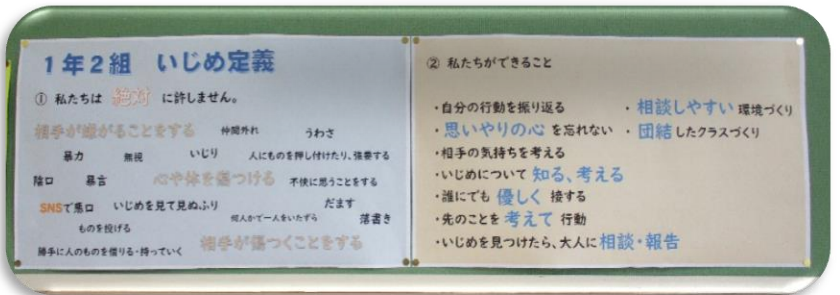 1年2組 いじめ定義
① 私たちは 絶対 に許しません。
相手が嫌がることをする 仲間外れ うわさ
暴力 無視 いじり 人にものを押し付けたり、強要する
陰口 暴言 心や体を傷つける 不快に思うことをする
SNSで悪口 いじめを見て見ぬふり だます
ものを投げる 何人かで一人をいたずら 落書き
勝手に人のものを借りる・持っていく 相手が傷つくことをする
② 私たちができること
・自分の行動を振り返る
・思いやりの心 を忘れない
・相手の気持ちを考える
・いじめについて 知る、考える
・誰にでも 優しく 接する
・先のことを 考えて 行動
・いじめを見つけたら、大人に 相談・報告
・相談しやすい 環境づくり
・団結 したクラスづくり